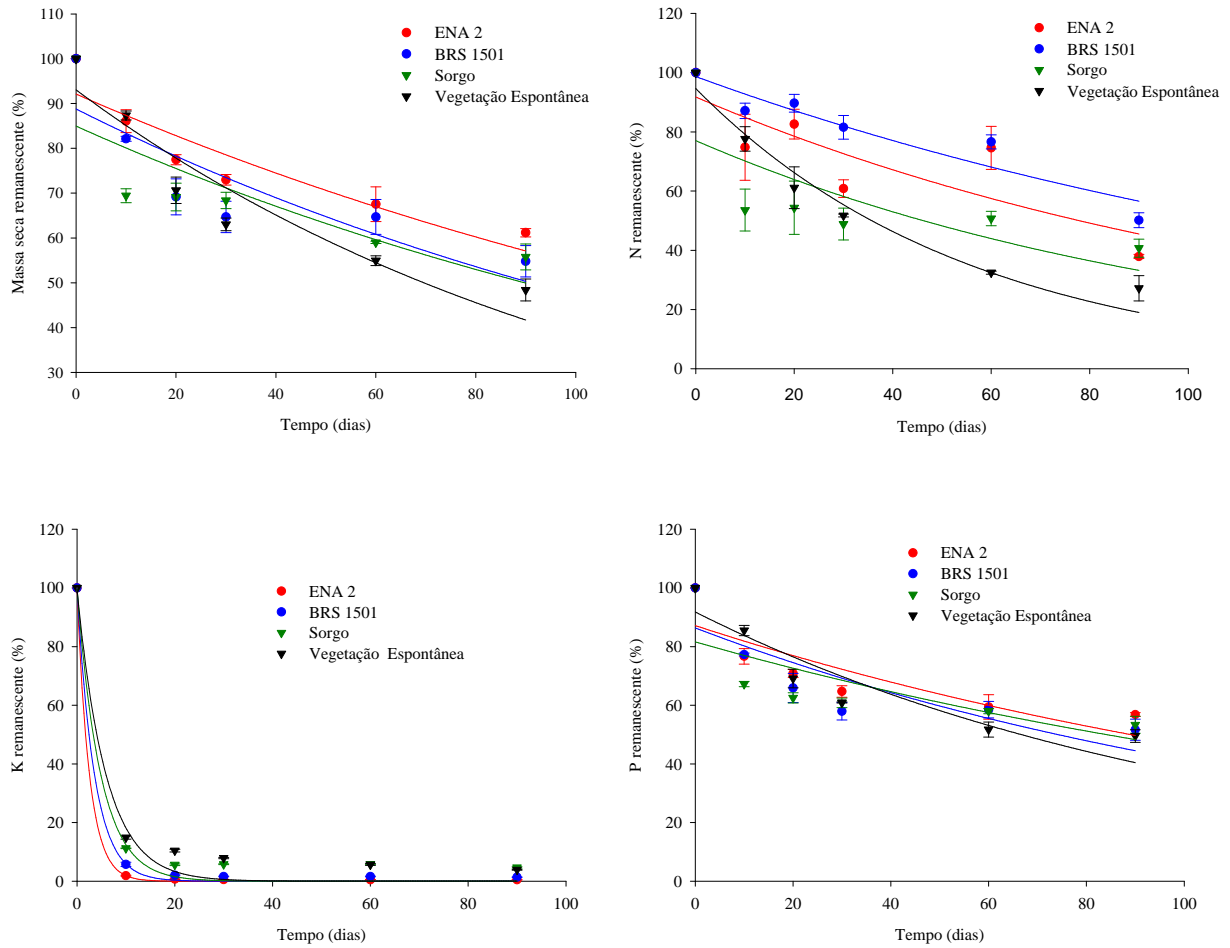 110
100
90
80
70
60
50
40
30
Massa seca remanescente (%)
0
20
40
60
80
100
Tempo (dias)
ENA 2
BRS 1501
Sorgo
Vegetação Espontânea
120
100
80
60
40
20
0
N remanescente (%)
0
20
40
60
80
100
Tempo (dias)
ENA 2
BRS 1501
Sorgo
Vegetação Espontânea
120
100
80
60
40
20
0
K remanescente (%)
0
20
40
60
80
100
Tempo (dias)
ENA 2
BRS 1501
Sorgo
Vegetação Espontânea
120
100
80
60
40
20
0
P remanescente (%)
0
20
40
60
80
100
Tempo (dias)
ENA 2
BRS 1501
Sorgo
Vegetação Espontânea